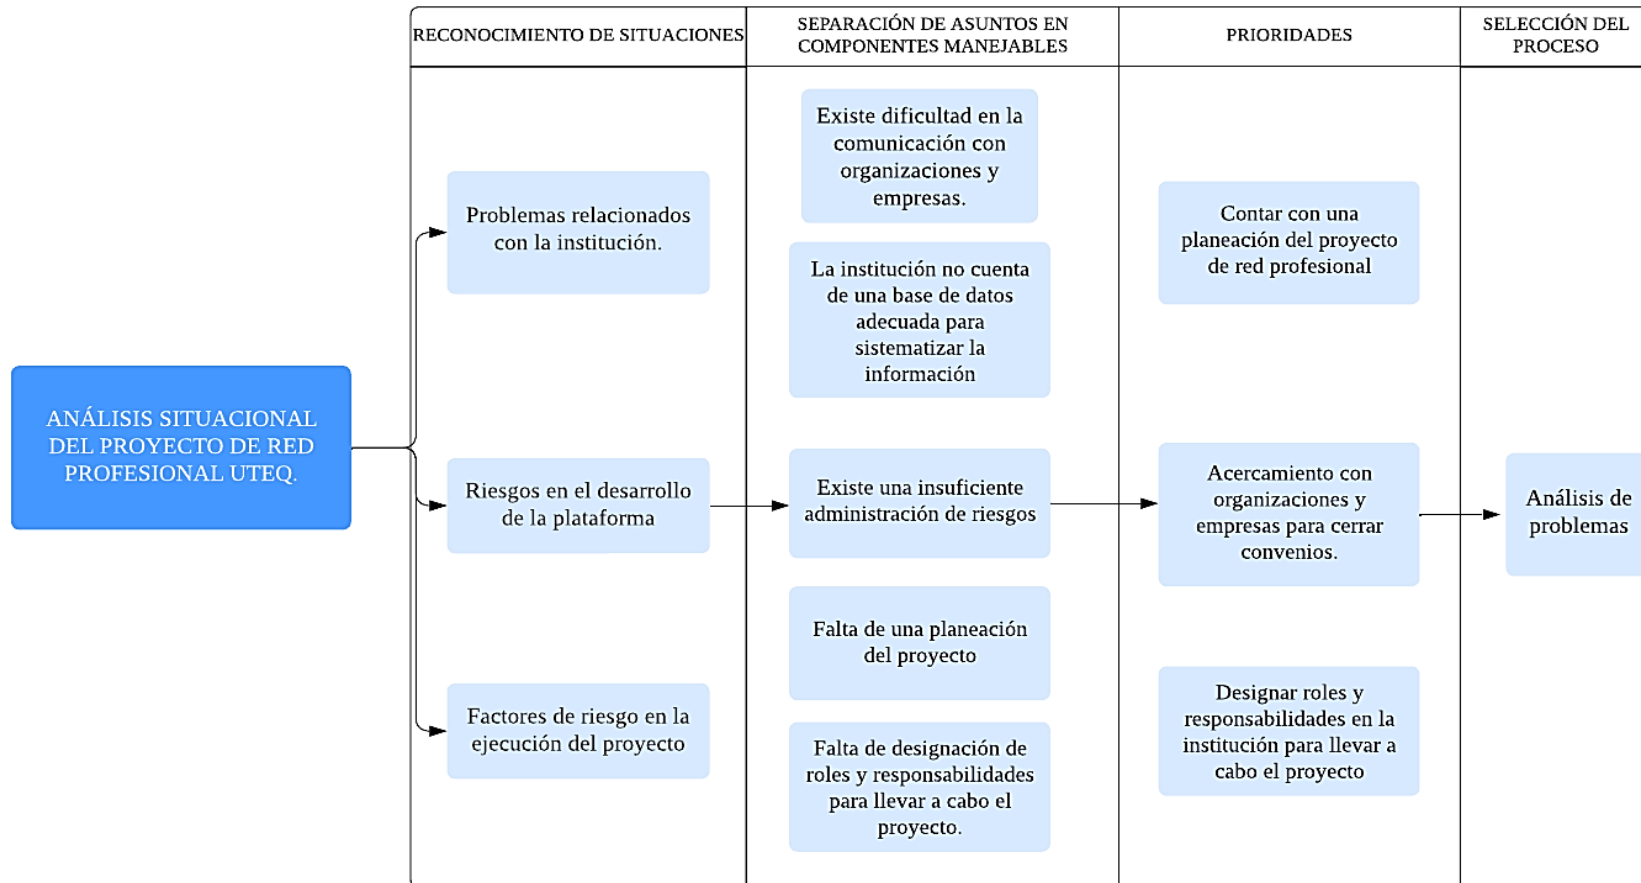 RECONOCIMIENTO DE SITUACIONES
SEPARACIÓN DE ASUNTOS EN
COMPONENTES MANEJABLES
PRIORIDADES
SELECCIÓN DEL
PROCESO
ANÁLISIS SITUACIONAL
DEL PROYECTO DE RED
PROFESIONAL UTEQ.
Problemas relacionados
con la institución.
Riesgos en el desarrollo
de la plataforma
Factores de riesgo en la
ejecución del proyecto
Existe dificultad en la
comunicación con
organizaciones y
empresas.
La institución no cuenta
de una base de datos
adecuada para
sistematizar la
información
Existe una insuficiente
administración de riesgos
Falta de una planeación
del proyecto
Falta de designación de
roles y responsabilidades
para llevar a cabo el
proyecto.
Contar con una
planeación del proyecto
de red profesional
Acercamiento con
organizaciones y
empresas para cerrar
convenios.
Designar roles y
responsabilidades en la
institución para llevar a
cabo el proyecto
Análisis de
problemas